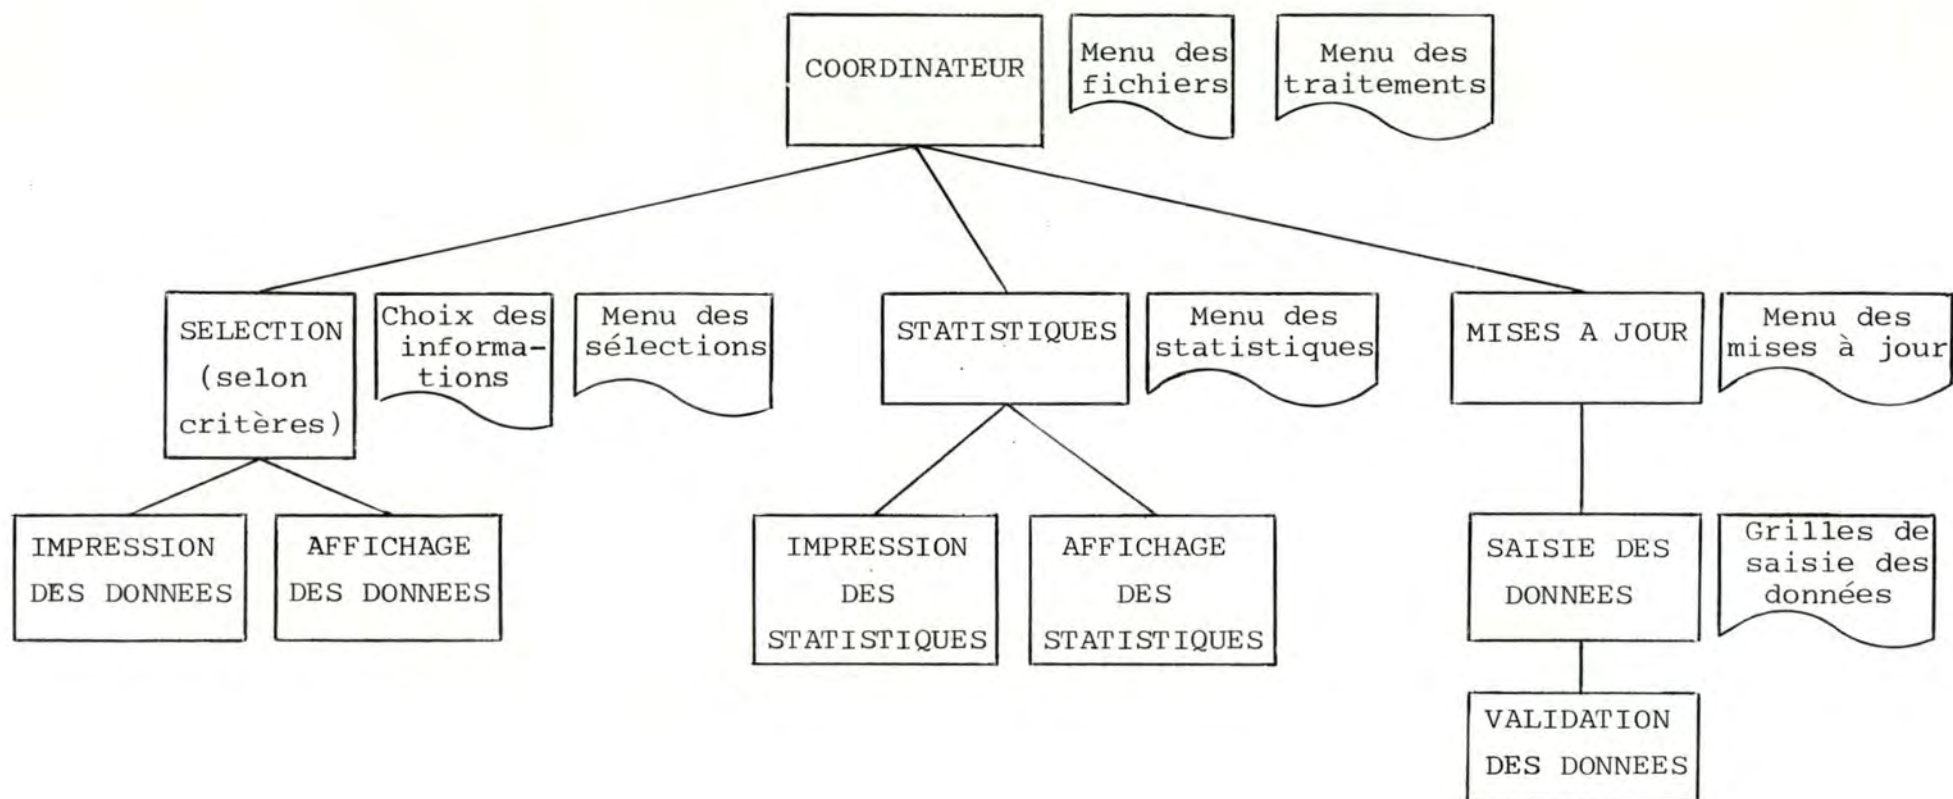 COORDINATEUR
Menu des
fichiers
Menu des
traitements
SELECTION
(selon
critères)
Choix des
informa-
tions
Menu des
sélections
STATISTIQUES
Menu des
statistiques
MISES A JOUR
Menu des
mises à jour
IMPRESSION
DES DONNEES
AFFICHAGE
DES DONNEES
IMPRESSION
DES
STATISTIQUES
AFFICHAGE
DES
STATISTIQUES
SAISIE DES
DONNEES
Grilles de
saisie des
données
VALIDATION
DES DONNEES